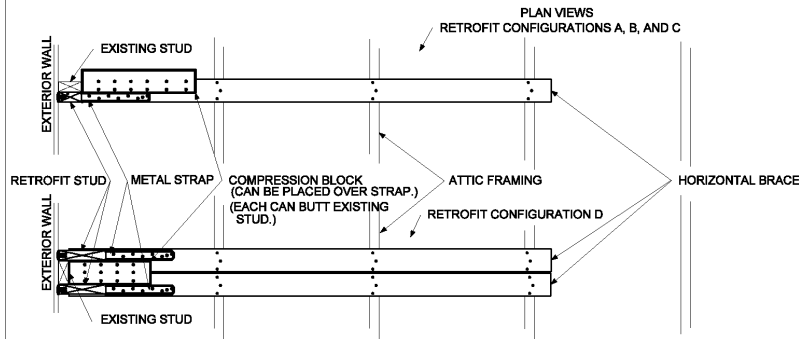 PLAN VIEWS
RETROFIT CONFIGURATIONS A, B, AND C
EXISTING STUD
EXTERIOR WALL
RETROFIT STUD
METAL STRAP
COMPRESSION BLOCK
(CAN BE PLACED OVER STRAP.)
(EACH CAN BUTT EXISTING
STUD.)
ATTIC FRAMING
HORIZONTAL BRACE
RETROFIT CONFIGURATION D
EXTERIOR WALL
EXISTING STUD